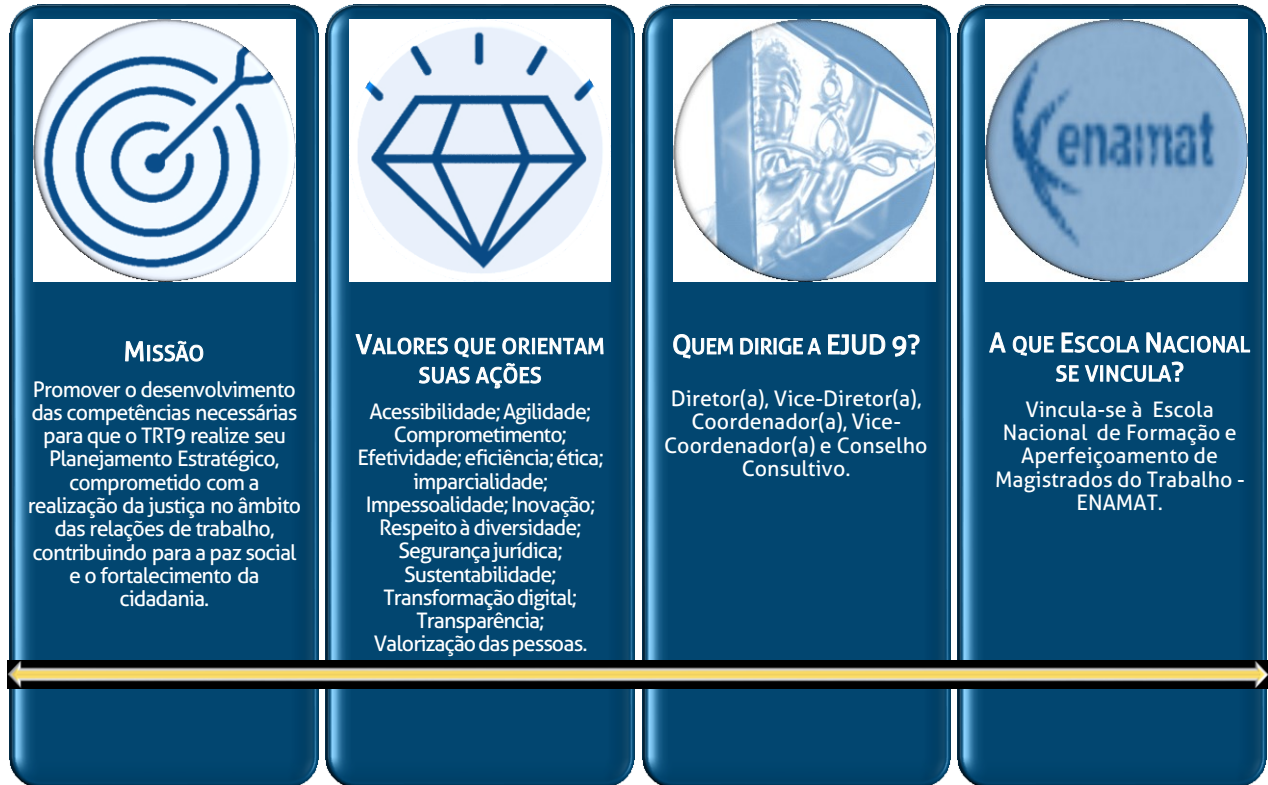 MISSÃO
Promover o desenvolvimento
das competências necessárias
para que o TRT9 realize seu
Planejamento Estratégico,
comprometido com a
realização da justiça no âmbito
das relações de trabalho,
contribuindo para a paz social
e o fortalecimento da
cidadania.
VALORES QUE ORIENTAM
SUAS AÇÕES
Acessibilidade; Agilidade;
Comprometimento;
Efetividade; eficiência; ética;
imparcialidade;
Impessoalidade; Inovação;
Respeito à diversidade;
Segurança jurídica;
Sustentabilidade;
Transformação digital;
Transparência;
Valorização das pessoas.
QUEM DIRIGE A EJUD 9?
Diretor(a), Vice-Diretor(a),
Coordenador(a), Vice-
Coordenador(a) e Conselho
Consultivo.
enamat
A QUE ESCOLA NACIONAL
SE VINCULA?
Vincula-se à Escola
Nacional de Formação e
Aperfeiçoamento de
Magistrados do Trabalho -
ENAMAT.